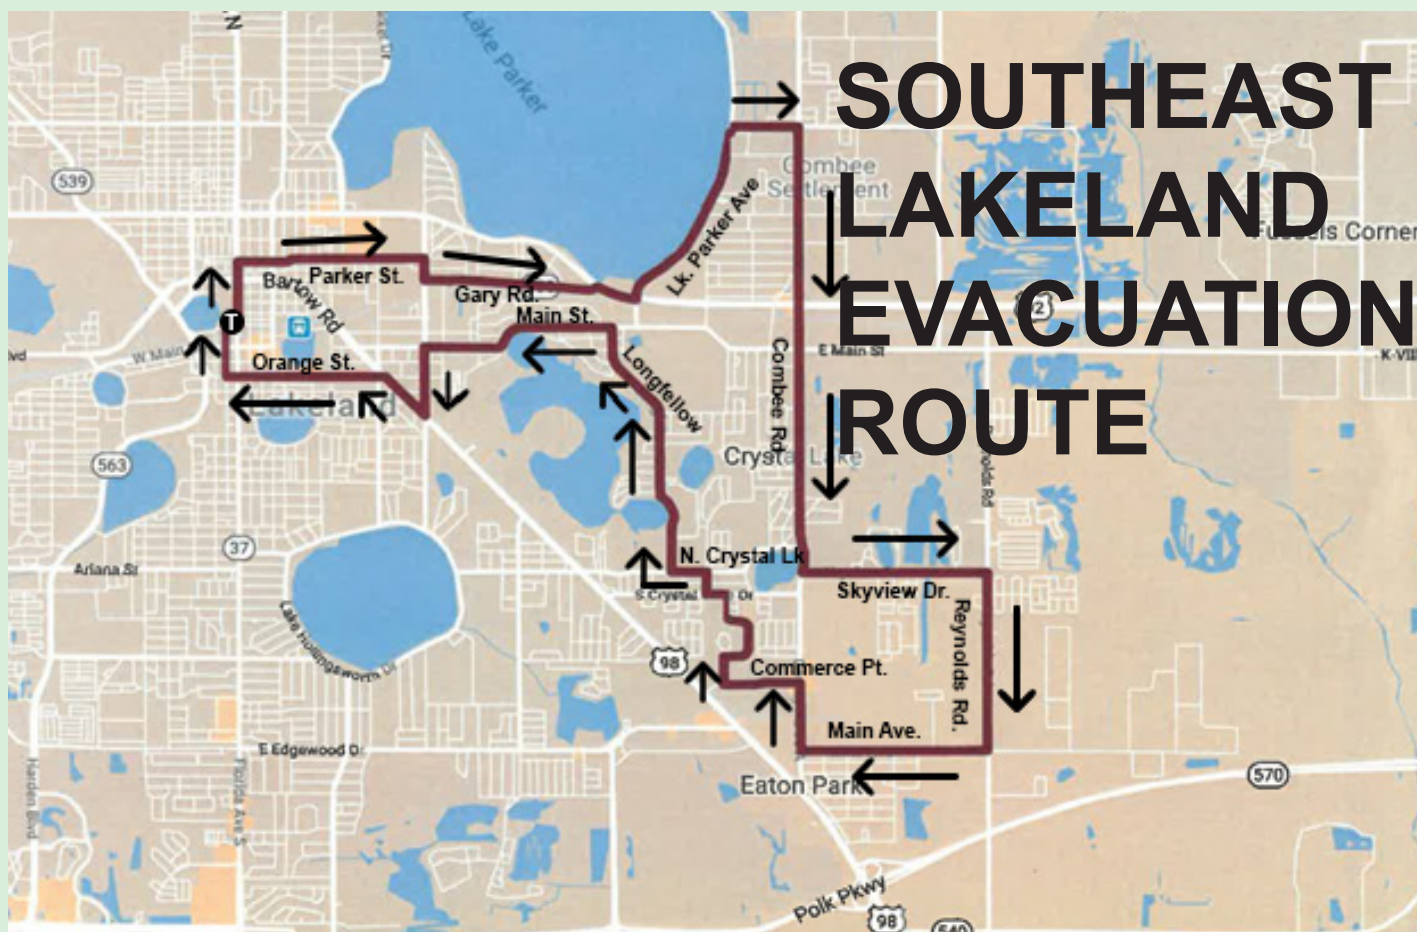 SOUTHEAST
LAKELAND
EVACUATION
ROUTE
N
Lake Parker
539
Combee
Settlement
Fussels Corner
Lk. Parker Ave
Parker St.
Bartow Rd
Gary Rd.
Main St.
T
W Main
Orange St.
Lakeland
Longfellow
Combee Rd
E Main St
Crystal Lake
563
37
Ariana St
N. Crystal Lk
S Crystal
Dr
Skyview Dr.
Reynolds Rd.
Lake Hollingsworth Dr
98
Commerce Pt.
Main Ave.
E Edgewood Dr
Eaton Park
570
Harden Blvd
Florida Ave S
Polk Pkwy
98
540